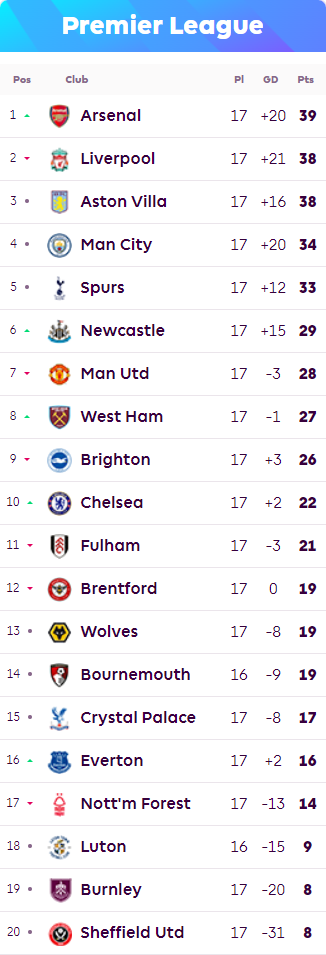 Premier League
Pos Club Pl GD Pts
1 Arsenal 17 +20 39
2 Liverpool 17 +21 38
3 Aston Villa 17 +16 38
4 Man City 17 +20 34
5 Spurs 17 +12 33
6 Newcastle 17 +15 29
7 Man Utd 17 -3 28
8 West Ham 17 -1 27
9 Brighton 17 +3 26
10 Chelsea 17 +2 22
11 Fulham 17 -3 21
12 Brentford 17 0 19
13 Wolves 17 -8 19
14 Bournemouth 16 -9 19
15 Crystal Palace 17 -8 17
16 Everton 17 +2 16
17 Nott'm Forest 17 -13 14
18 Luton 16 -15 9
19 Burnley 17 -20 8
20 Sheffield Utd 17 -31 8